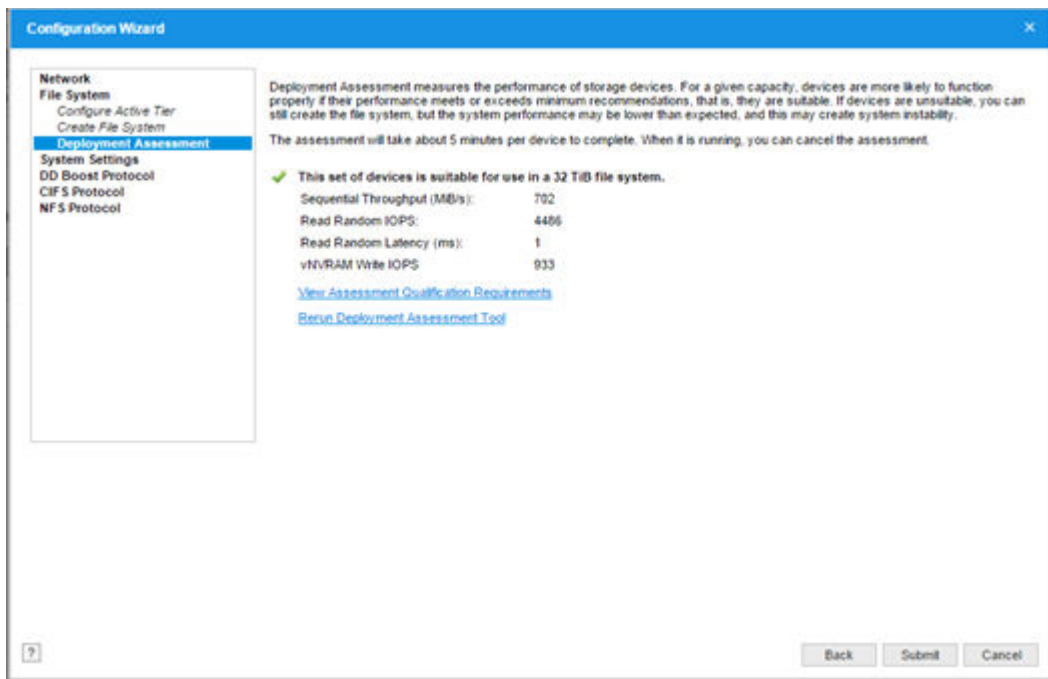 Configuration Wizard
×
Network
File System
Configure Active Tier
Create File System
Deployment Assessment
System Settings
DD Boost Protocol
CIFS Protocol
NFS Protocol
Deployment Assessment measures the performance of storage devices. For a given capacity, devices are more likely to function
properly if their performance meets or exceeds minimum recommendations, that is, they are suitable. If devices are unsuitable, you can
still create the file system, but the system performance may be lower than expected, and this may create system instability.
The assessment will take about 5 minutes per device to complete. When it is running, you can cancel the assessment.
This set of devices is suitable for use in a 32 TiB file system.
Sequential Throughput (MiB/s): 702
Read Random IOPS: 4486
Read Random Latency (ms): 1
vNVRAM Write IOPS 933
View Assessment Qualification Requirements
Rerun Deployment Assessment Tool
?
Back Submit Cancel